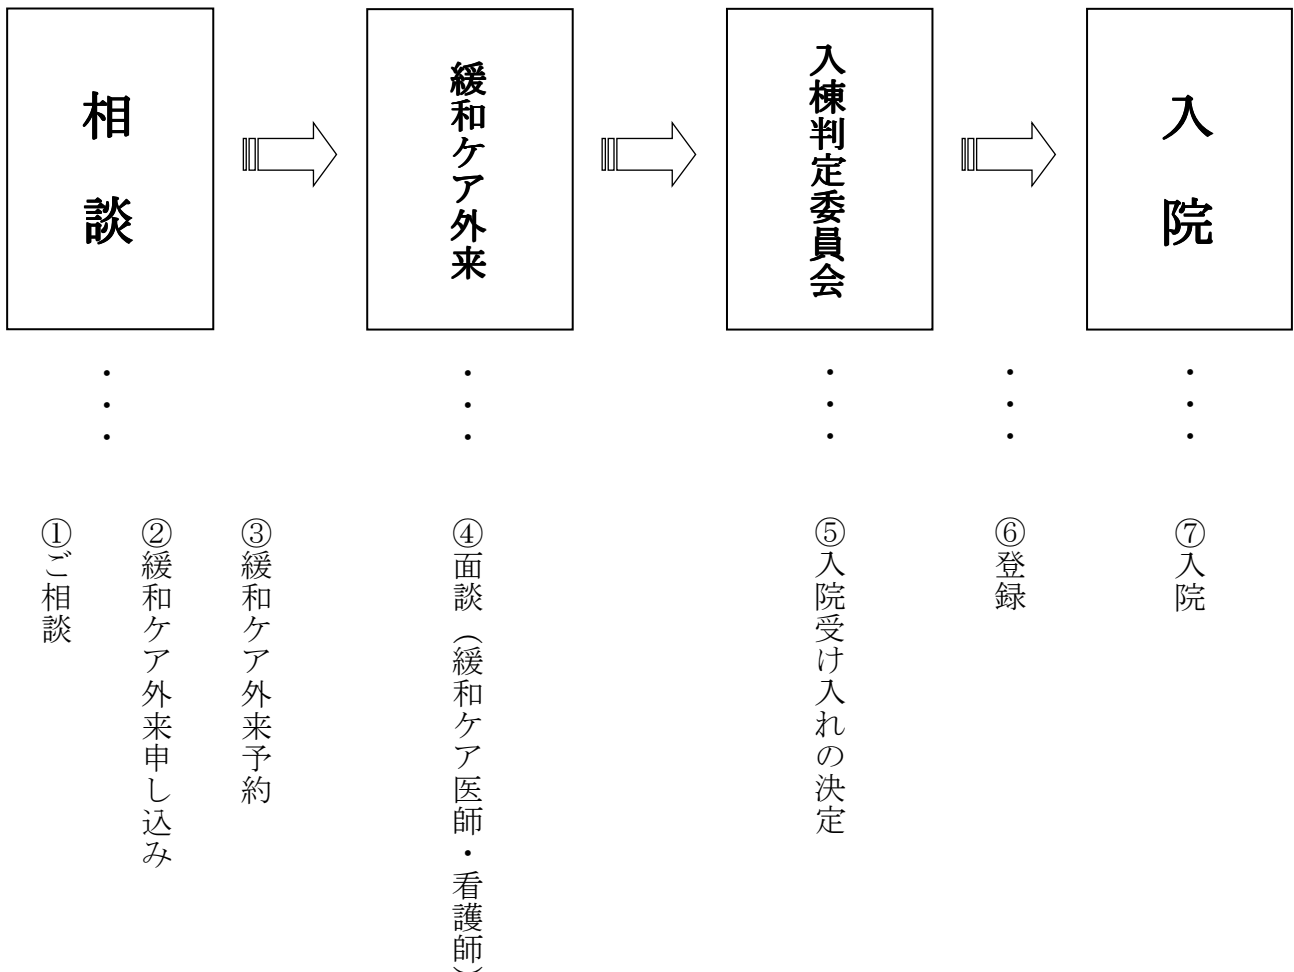 相談
緩和ケア外来
入棟判定委員会
入院
・・・
・・・
・・・
・・・
・・・
①ご相談
②緩和ケア外来申し込み
③緩和ケア外来予約
④面談（緩和ケア医師・看護師）
⑤入院受け入れの決定
⑥登録
⑦入院